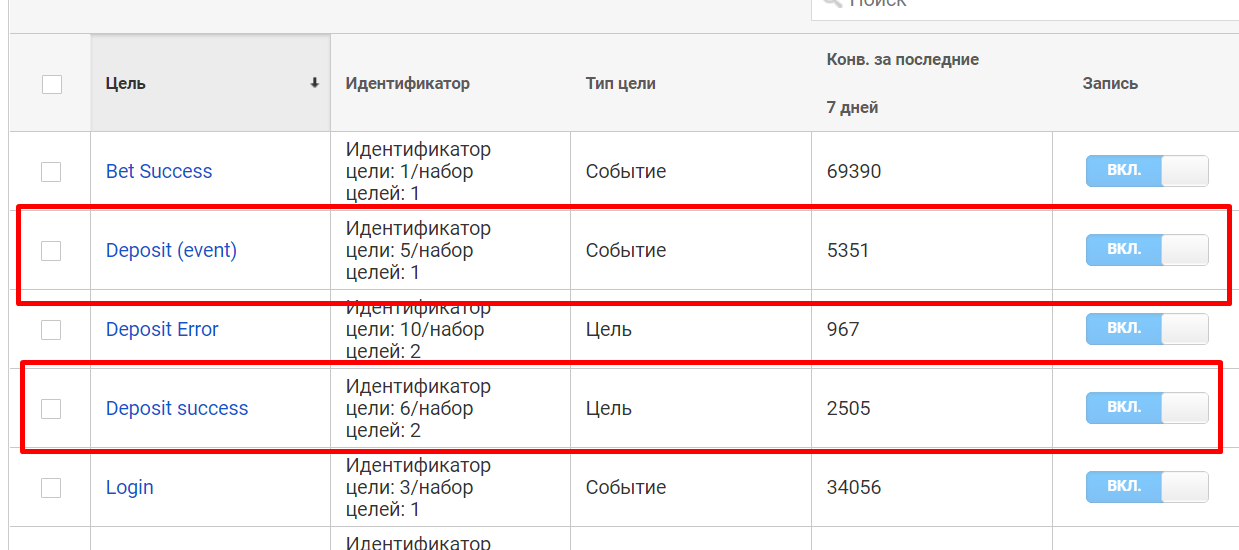 Поиск
Конв. за последние
7 дней
Цель
Идентификатор
Тип цели
Запись
Bet Success
Идентификатор
цели: 1/набор
целей: 1
Событие
69390
ВКЛ.
Deposit (event)
Идентификатор
цели: 5/набор
целей: 1
Событие
5351
ВКЛ.
Deposit Error
Идентификатор
цели: 10/набор
целей: 2
Цель
967
ВКЛ.
Deposit success
Идентификатор
цели: 6/набор
целей: 2
Цель
2505
ВКЛ.
Login
Идентификатор
цели: 3/набор
целей: 1
Событие
34056
ВКЛ.
Идентификатор